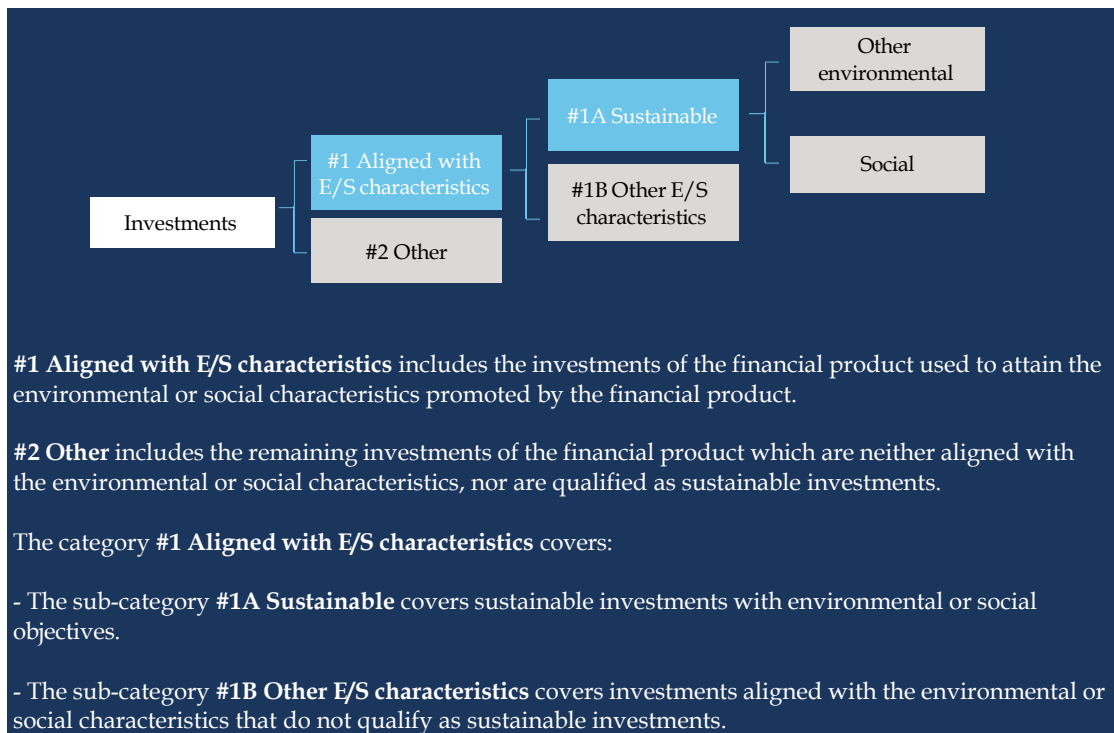 Other
environmental
#1A Sustainable
#1 Aligned with
E/S characteristics
Social
#1B Other E/S
characteristics
Investments
#2 Other
#1 Aligned with E/S characteristics includes the investments of the financial product used to attain the
environmental or social characteristics promoted by the financial product.
#2 Other includes the remaining investments of the financial product which are neither aligned with
the environmental or social characteristics, nor are qualified as sustainable investments.
The category #1 Aligned with E/S characteristics covers:
- The sub-category #1A Sustainable covers sustainable investments with environmental or social
objectives.
- The sub-category #1B Other E/S characteristics covers investments aligned with the environmental or
social characteristics that do not qualify as sustainable investments.